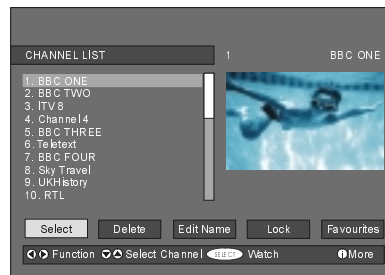 CHANNEL LIST 1 BBC ONE
1. BBC ONE
2. BBC TWO
3. ITV 8
4. Channel 4
5. BBC THREE
6. Teletext
7. BBC FOUR
8. Sky Travel
9. UKHistory
10. RTL
Select Delete Edit Name Lock Favourites
Function Select Channel SELECT Watch More